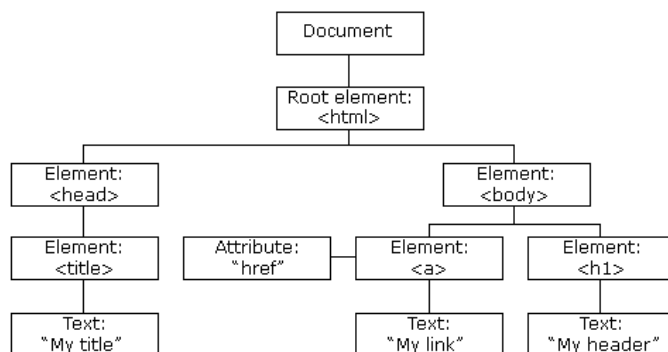 Document
Root element:
<html>
Element:
<head>
Element:
<body>
Element:
<title>
Attribute:
“href”
Element:
<a>
Element:
<h1>
Text:
“My title”
Text:
“My link”
Text:
“My header”